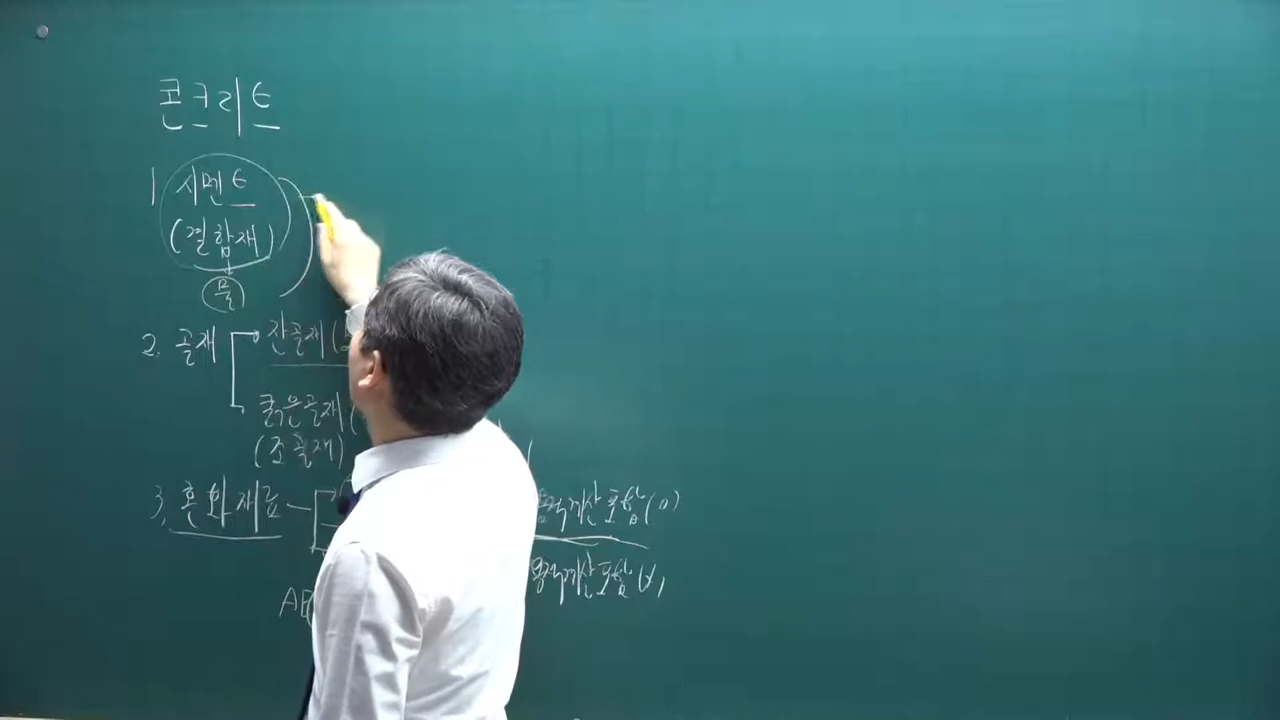 콘크리트
1 시멘트
(결합재)
물
2. 골재
잔골재(
굵은골재(
(조골재)
3. 혼화재료
용적계산 포함(o)
용적계산 포함(x)
AE